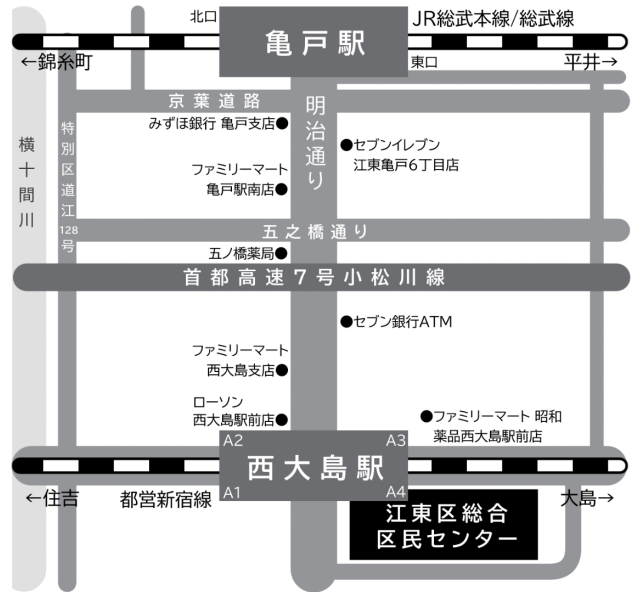 北口
亀戸駅
JR総武本線/総武線
←錦糸町
東口
平井→
京葉道路
明治通り
みずほ銀行 亀戸支店
特別区道江128号
横十間川
セブンイレブン
江東亀戸6丁目店
ファミリーマート
亀戸駅南店
五之橋通り
五ノ橋薬局
首都高速7号小松川線
セブン銀行ATM
ファミリーマート
西大島支店
ローソン
西大島駅前店
ファミリーマート 昭和
薬品西大島駅前店
A2
A3
西大島駅
A1
A4
←住吉
都営新宿線
大島→
江東区総合
区民センター